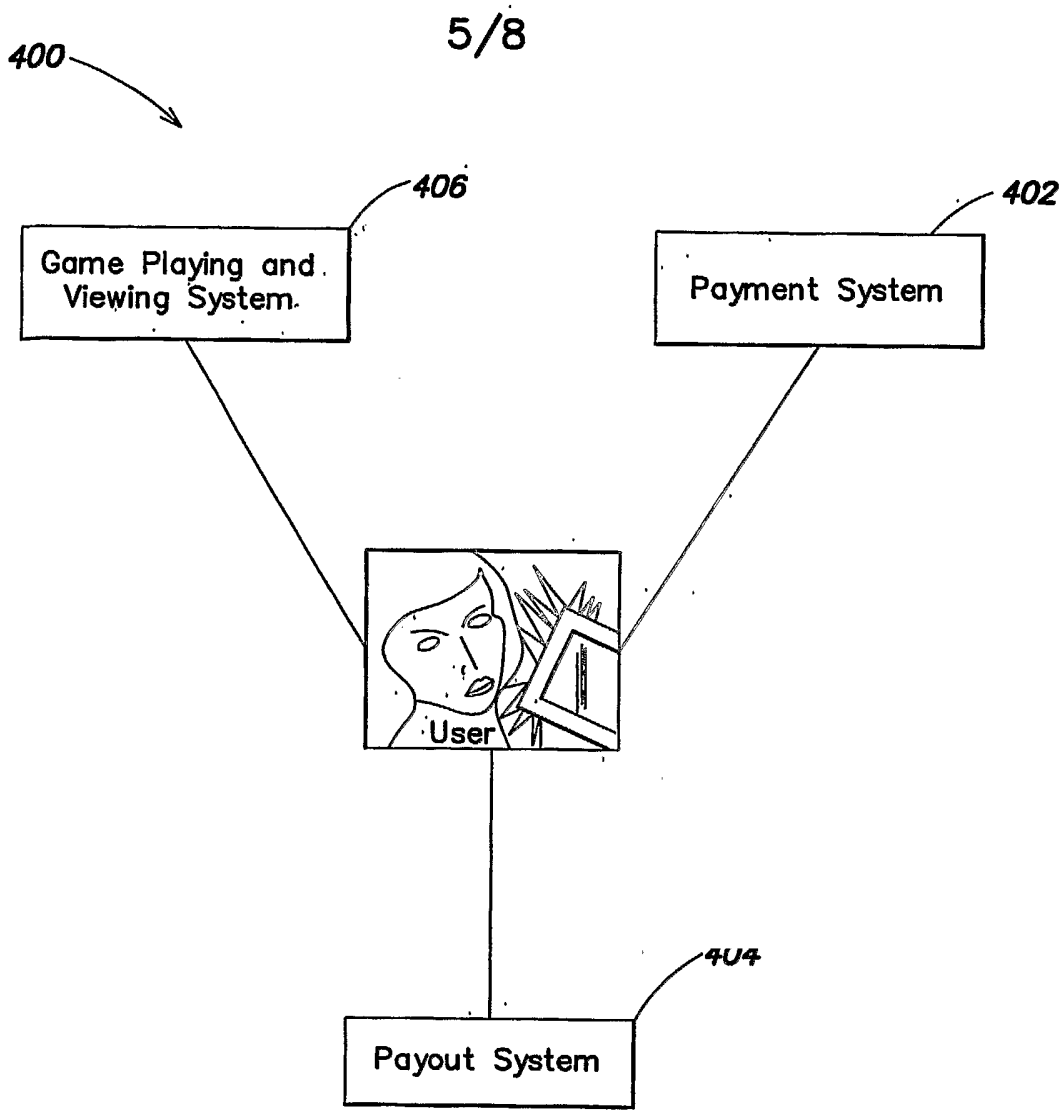 5/8
400
406
402
Game Playing and
Viewing System
Payment System
User
404
Payout System